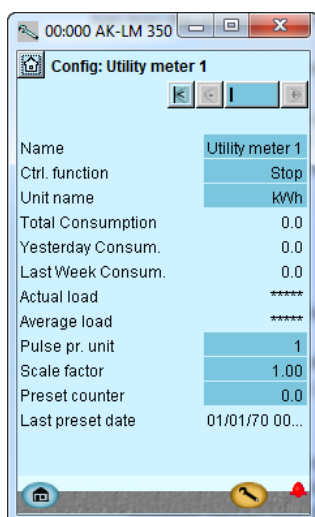 00:000 AK-LM 350
Config: Utility meter 1
Name Utility meter 1
Ctrl. function Stop
Unit name kWh
Total Consumption 0.0
Yesterday Consum. 0.0
Last Week Consum. 0.0
Actual load *****
Average load *****
Pulse pr. unit 1
Scale factor 1.00
Preset counter 0.0
Last preset date 01/01/70 00...